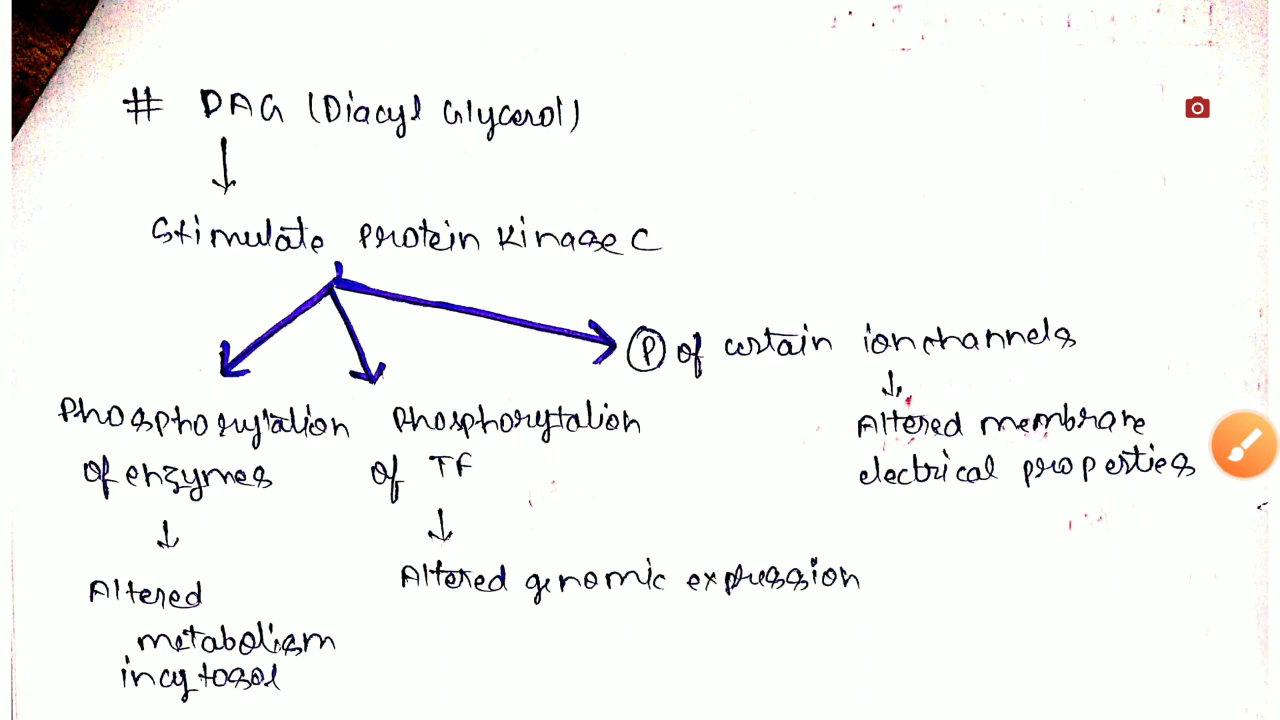 # DAG (Diacyl Glycerol)
Stimulate protein kinase C
P of certain ion channels
Altered membrane
electrical properties
Phosphorylation
of enzymes
Altered
metabolism
in cytosol
Phosphorylation
of TF
Altered genomic expression